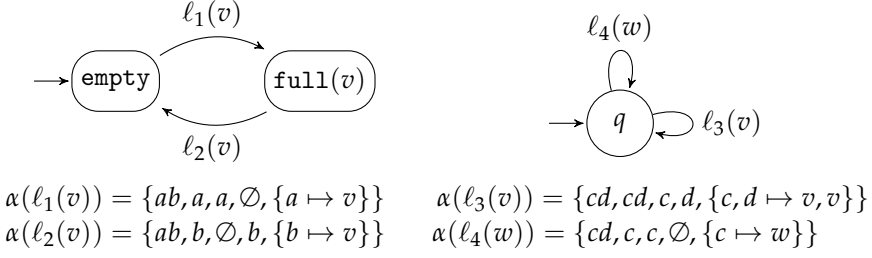 ℓ₁(v)
empty
full(v)
ℓ₂(v)
ℓ₄(w)
q
ℓ₃(v)
α(ℓ₁(v)) = {ab, a, a, ∅, {a ↦ v}}
α(ℓ₂(v)) = {ab, b, ∅, b, {b ↦ v}}
α(ℓ₃(v)) = {cd, cd, c, d, {c, d ↦ v, v}}
α(ℓ₄(w)) = {cd, c, c, ∅, {c ↦ w}}